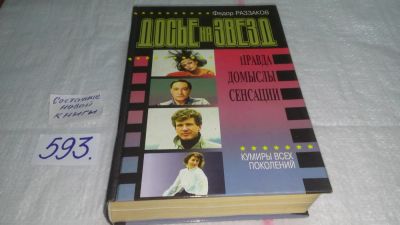 Федор РАЗЗАКОВ
ДОСЬЕ НА ЗВЕЗД
ПРАВДА
ДОМЫСЛЫ
СЕНСАЦИИ
КУМИРЫ ВСЕХ
ПОКОЛЕНИЙ
Состояние
новой
книги
593.